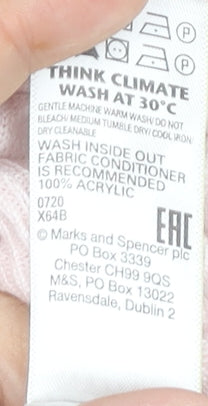 P
P
THINK CLIMATE
WASH AT 30°C
GENTLE MACHINE WARM WASH/ DO NOT
BLEACH/ MEDIUM TUMBLE DRY/ COOL IRON/
DRY CLEANABLE
WASH INSIDE OUT
FABRIC CONDITIONER
IS RECOMMENDED
100% ACRYLIC
0720
X64B
EAC
© Marks and Spencer plc
PO Box 3339
Chester CH99 9QS
M&S, PO Box 13022
Ravensdale, Dublin 2